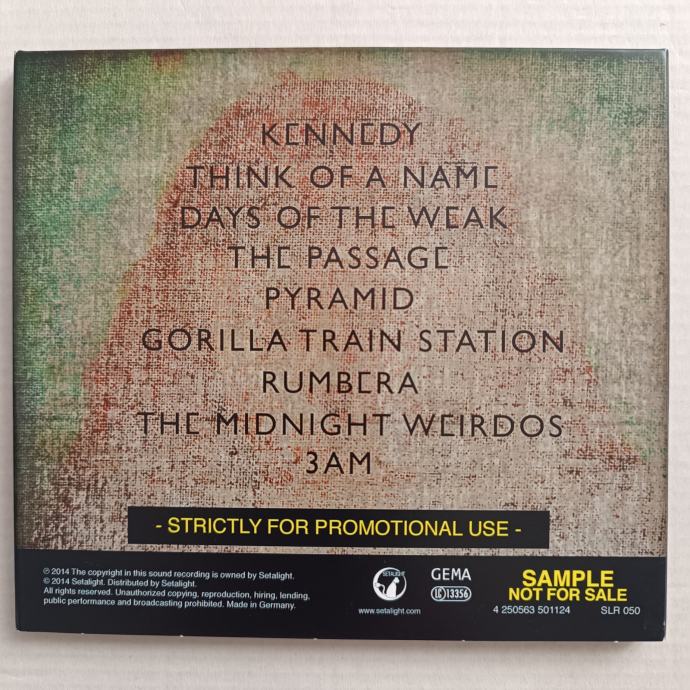 KENNEDY
THINK OF A NAME
DAYS OF THE WEAK
THE PASSAGE
PYRAMID
GORILLA TRAIN STATION
RUMBERA
THE MIDNIGHT WEIRDOS
3AM
- STRICTLY FOR PROMOTIONAL USE -
℗ 2014 The copyright in this sound recording is owned by Setalight.
© 2014 Setalight. Distributed by Setalight.
All rights reserved. Unauthorized copying, reproduction, hiring, lending,
public performance and broadcasting prohibited. Made in Germany.
SETALIGHT
www.setalight.com
GEMA
LC 13356
SAMPLE
NOT FOR SALE
4 250563 501124 SLR 050